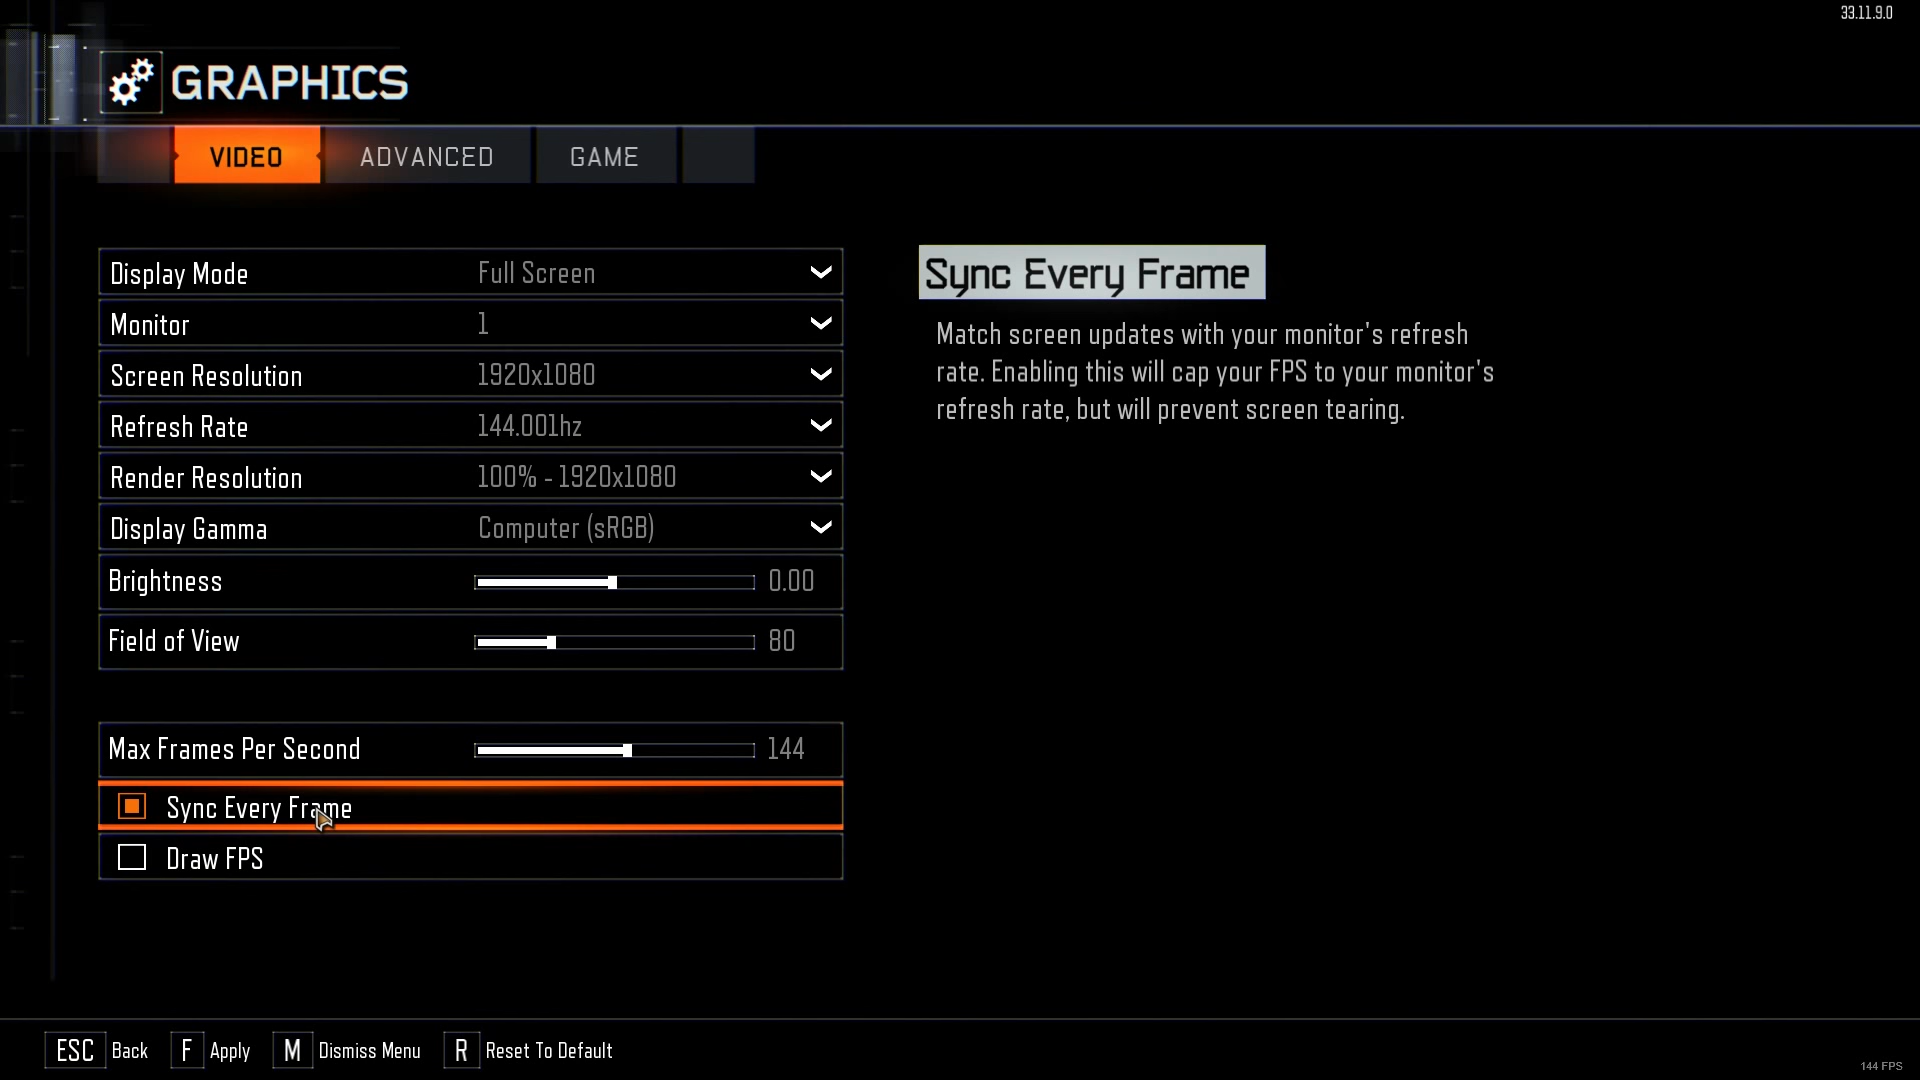 33.11.9.0
GRAPHICS
VIDEO ADVANCED GAME
Display Mode Full Screen
Monitor 1
Screen Resolution 1920x1080
Refresh Rate 144.001hz
Render Resolution 100% - 1920x1080
Display Gamma Computer (sRGB)
Brightness 0.00
Field of View 80
Max Frames Per Second 144
Sync Every Frame
Draw FPS
Sync Every Frame
Match screen updates with your monitor's refresh
rate. Enabling this will cap your FPS to your monitor's
refresh rate, but will prevent screen tearing.
ESC Back F Apply M Dismiss Menu R Reset To Default
144 FPS